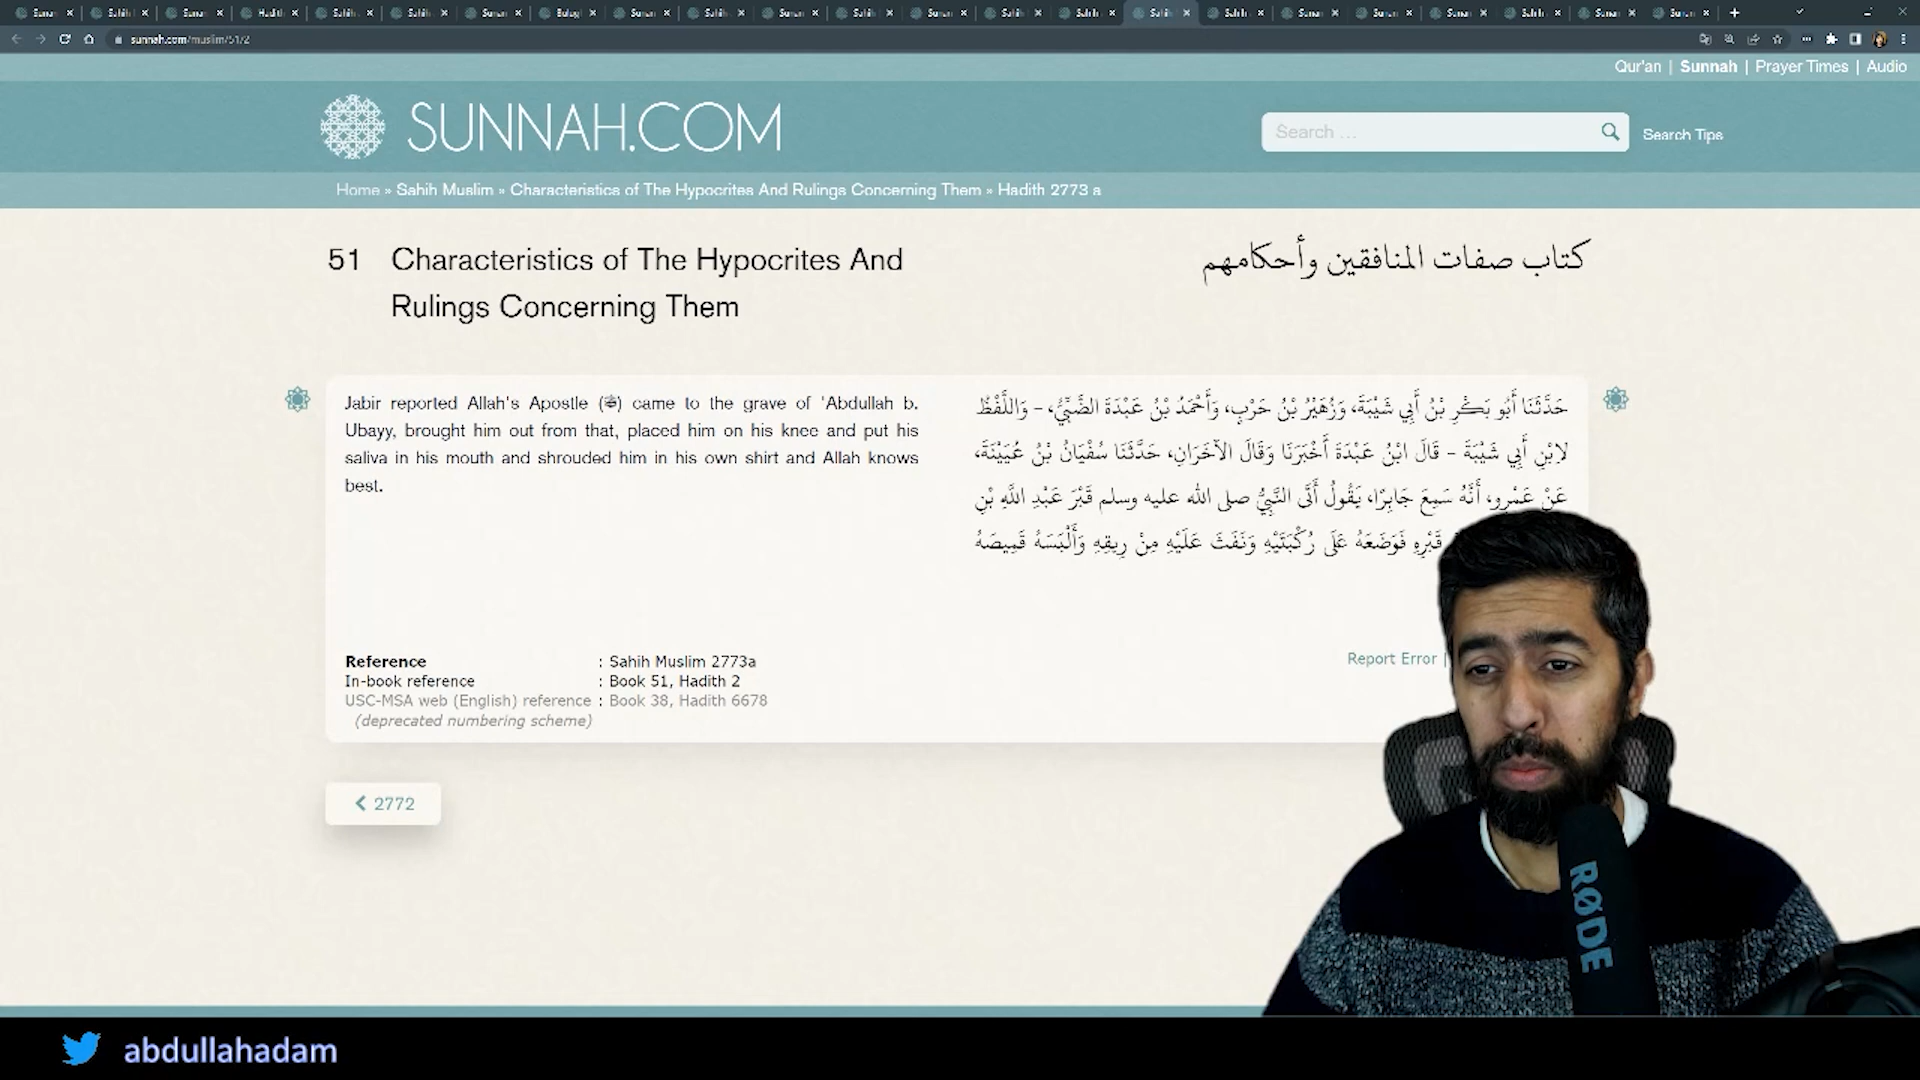 sunnah.com/muslim/51/2
Qur'an | Sunnah | Prayer Times | Audio
SUNNAH.COM
Search ...
Search Tips
Home » Sahih Muslim » Characteristics of The Hypocrites And Rulings Concerning Them » Hadith 2773 a
51 Characteristics of The Hypocrites And
Rulings Concerning Them
كتاب صفات المنافقين وأحكامهم
Jabir reported Allah's Apostle (ﷺ) came to the grave of 'Abdullah b.
Ubayy, brought him out from that, placed him on his knee and put his
saliva in his mouth and shrouded him in his own shirt and Allah knows
best.
حَدَّثَنَا أَبُو بَكْرِ بْنُ أَبِي شَيْبَةَ، وَزُهَيْرُ بْنُ حَرْبٍ، وَأَحْمَدُ بْنُ عَبْدَةَ الضَّبِّيُّ، - وَاللَّفْظُ
لاِبْنِ أَبِي شَيْبَةَ - قَالَ ابْنُ عَبْدَةَ أَخْبَرَنَا وَقَالَ الآخَرَانِ، حَدَّثَنَا سُفْيَانُ بْنُ عُيَيْنَةَ،
عَنْ عَمْرٍو، أَنَّهُ سَمِعَ جَابِرًا، يَقُولُ أَتَى النَّبِيُّ صلى الله عليه وسلم قَبْرَ عَبْدِ اللَّهِ بْنِ
قَبْرِهِ فَوَضَعَهُ عَلَى رُكْبَتَيْهِ وَنَفَثَ عَلَيْهِ مِنْ رِيقِهِ وَأَلْبَسَهُ قَمِيصَهُ
Reference : Sahih Muslim 2773a
In-book reference : Book 51, Hadith 2
USC-MSA web (English) reference : Book 38, Hadith 6678
(deprecated numbering scheme)
Report Error |
2772
RØDE
abdullahadam